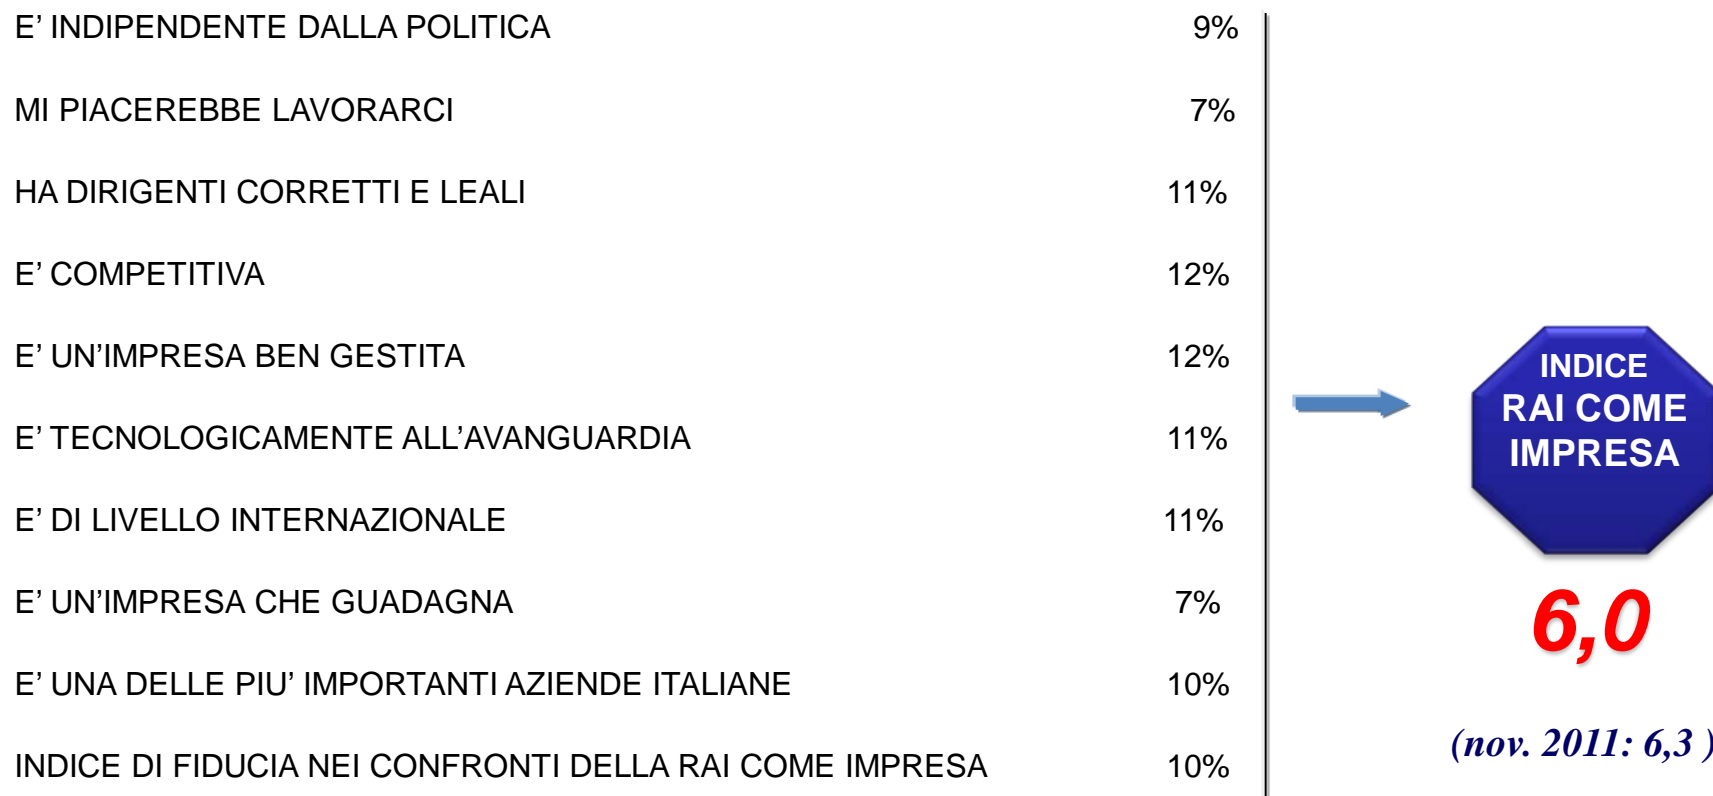 E’ INDIPENDENTE DALLA POLITICA 9%
MI PIACEREBBE LAVORARCI 7%
HA DIRIGENTI CORRETTI E LEALI 11%
E’ COMPETITIVA 12%
E’ UN’IMPRESA BEN GESTITA 12%
E’ TECNOLOGICAMENTE ALL’AVANGUARDIA 11%
E’ DI LIVELLO INTERNAZIONALE 11%
E’ UN’IMPRESA CHE GUADAGNA 7%
E’ UNA DELLE PIU’ IMPORTANTI AZIENDE ITALIANE 10%
INDICE DI FIDUCIA NEI CONFRONTI DELLA RAI COME IMPRESA 10%
INDICE
RAI COME
IMPRESA
6,0
(nov. 2011: 6,3 )